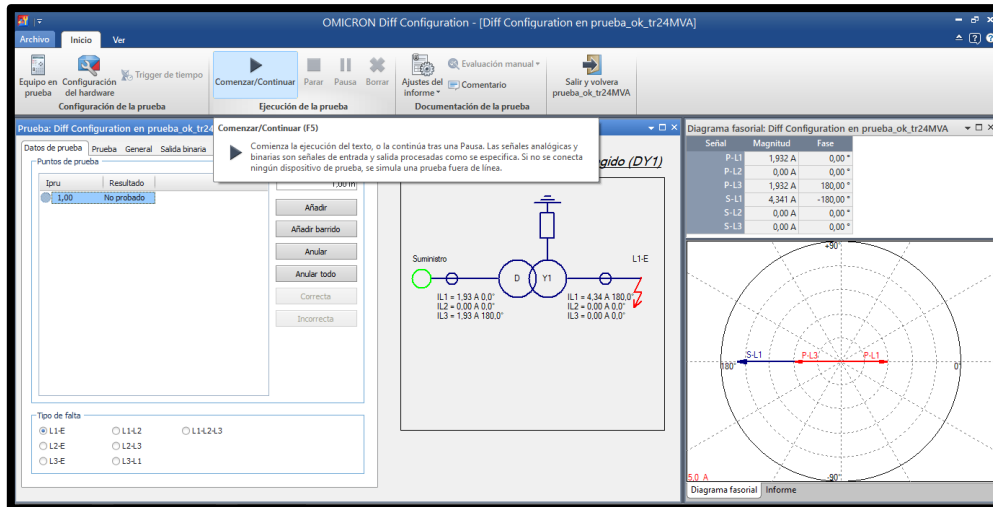 OMICRON Diff Configuration - [Diff Configuration en prueba_ok_tr24MVA]
Archivo Inicio Ver
Equipo en prueba
Configuración del hardware
Trigger de tiempo
Configuración de la prueba
Comenzar/Continuar
Parar
Pausa
Borrar
Ejecución de la prueba
Ajustes del informe
Evaluación manual
Comentario
Documentación de la prueba
Salir y volvera prueba_ok_tr24MVA
Prueba: Diff Configuration en prueba_ok_tr24
Datos de prueba Prueba General Salida binaria
Comenzar/Continuar (F5)
Comienza la ejecución del texto, o la continúa tras una Pausa. Las señales analógicas y
binarias son señales de entrada y salida procesadas como se especifica. Si no se conecta
ningún dispositivo de prueba, se simula una prueba fuera de línea.
Puntos de prueba
Ipru Resultado
1,00 No probado
1,00 In
Añadir
Añadir barrido
Anular
Anular todo
Correcta
Incorrecta
Tipo de falta
L1-E L1-L2 L1-L2-L3
L2-E L2-L3
L3-E L3-L1
gido (DY1)
Suministro
L1-E
D
Y1
IL1 = 1,93 A 0,0°
IL2 = 0,00 A 0,0°
IL3 = 1,93 A 180,0°
IL1 = 4,34 A 180,0°
IL2 = 0,00 A 0,0°
IL3 = 0,00 A 0,0°
Diagrama fasorial: Diff Configuration en prueba_ok_tr24MVA
Señal Magnitud Fase
P-L1 1,932 A 0,00 °
P-L2 0,00 A 0,00 °
P-L3 1,932 A 180,00 °
S-L1 4,341 A -180,00 °
S-L2 0,00 A 0,00 °
S-L3 0,00 A 0,00 °
+90°
S-L1
P-L3
P-L1
180°
0°
-90°
5,0 A
Diagrama fasorial Informe